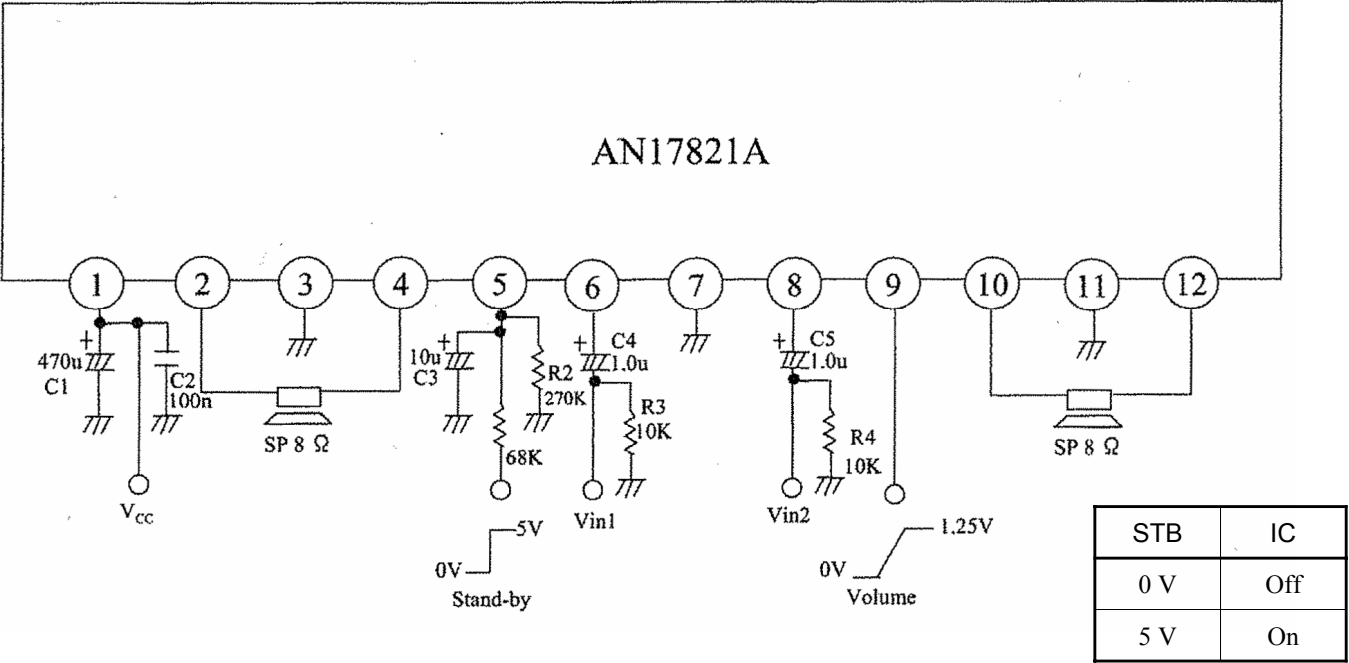 AN17821A
1 2 3 4 5 6 7 8 9 10 11 12
+ 470u C1
C2 100n
VCC
SP 8 Ω
+ 10u C3
R2 270K
68K
5V
0V
Stand-by
+ C4 1.0u
R3 10K
Vin1
+ C5 1.0u
R4 10K
Vin2
1.25V
0V
Volume
SP 8 Ω
STB IC
0 V Off
5 V On